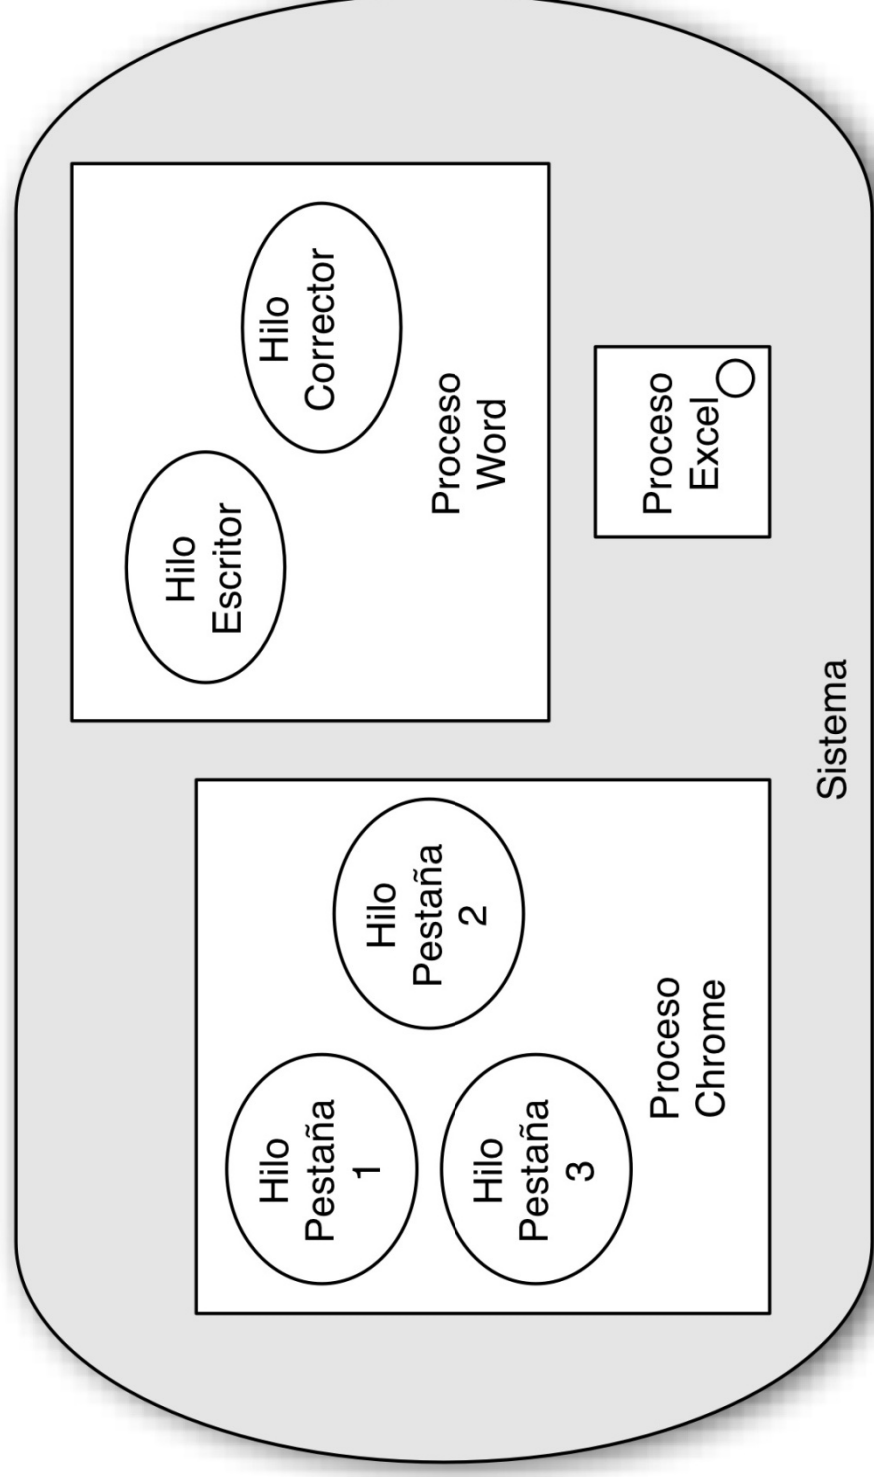 Hilo
Pestaña
1
Hilo
Pestaña
2
Hilo
Pestaña
3
Proceso
Chrome
Hilo
Escritor
Hilo
Corrector
Proceso
Word
Proceso
Excel
Sistema